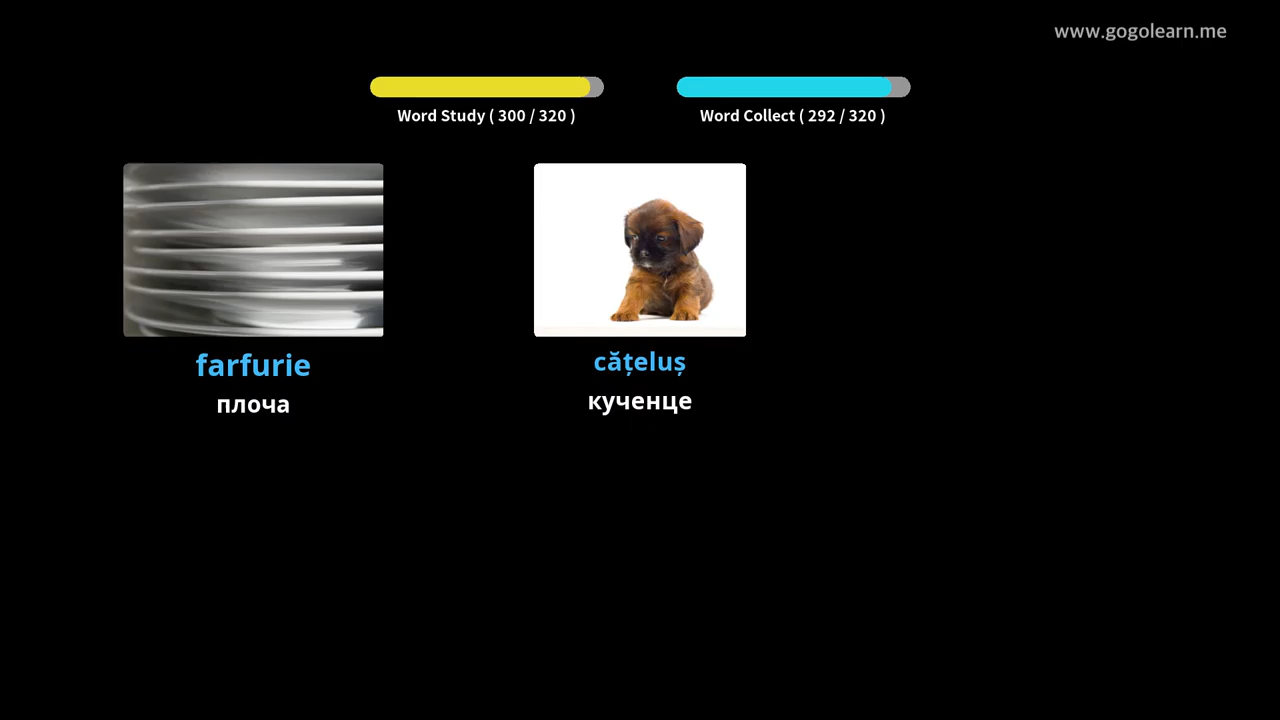 www.gogolearn.me
Word Study ( 300 / 320 )
Word Collect ( 292 / 320 )
farfurie
плоча
cățeluș
кученце